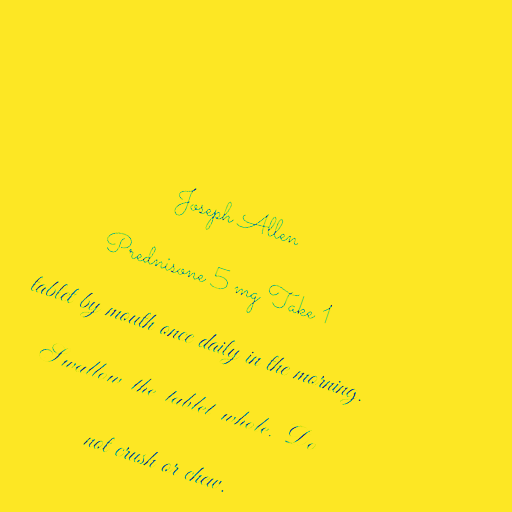 Joseph Allen
Prednisone 5 mg Take 1
tablet by mouth once daily in the morning.
Swallow the tablet whole. Do
not crush or chew.